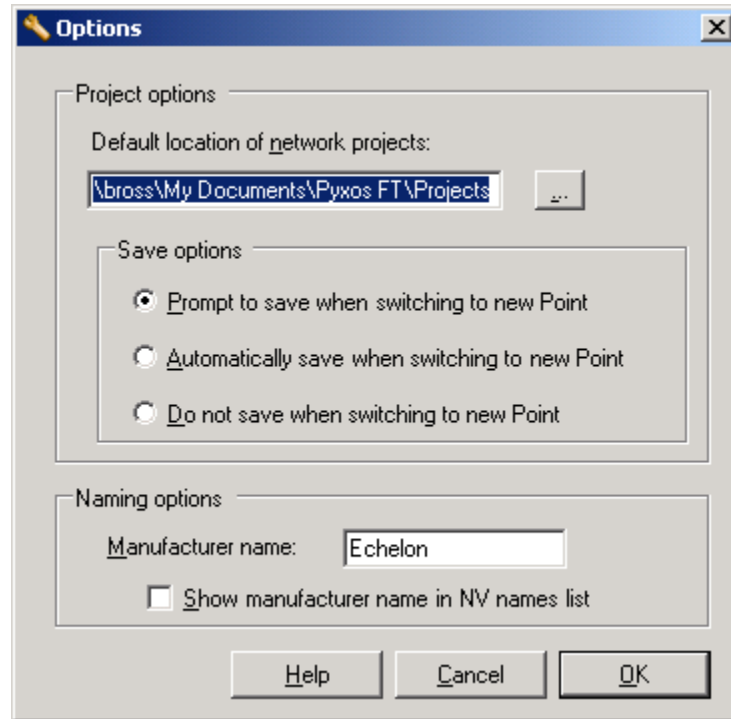 Options
Project options
Default location of network projects:
\bross\My Documents\Pyxos FT\Projects
...
Save options
Prompt to save when switching to new Point
Automatically save when switching to new Point
Do not save when switching to new Point
Naming options
Manufacturer name: Echelon
Show manufacturer name in NV names list
Help Cancel OK